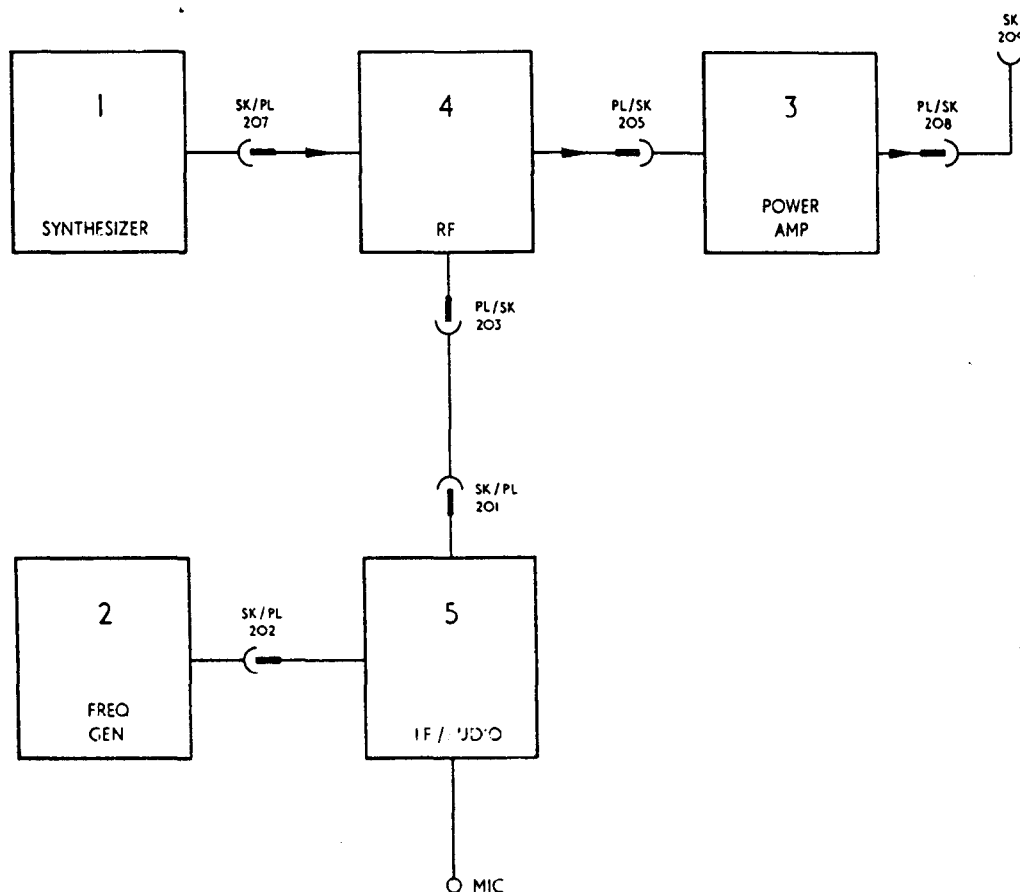 SK
209
1
SK/PL
207
4
PL/SK
205
3
PL/SK
208
SYNTHESIZER
RF
POWER
AMP
PL/SK
203
SK/PL
201
2
SK/PL
202
5
FREQ
GEN
MIC